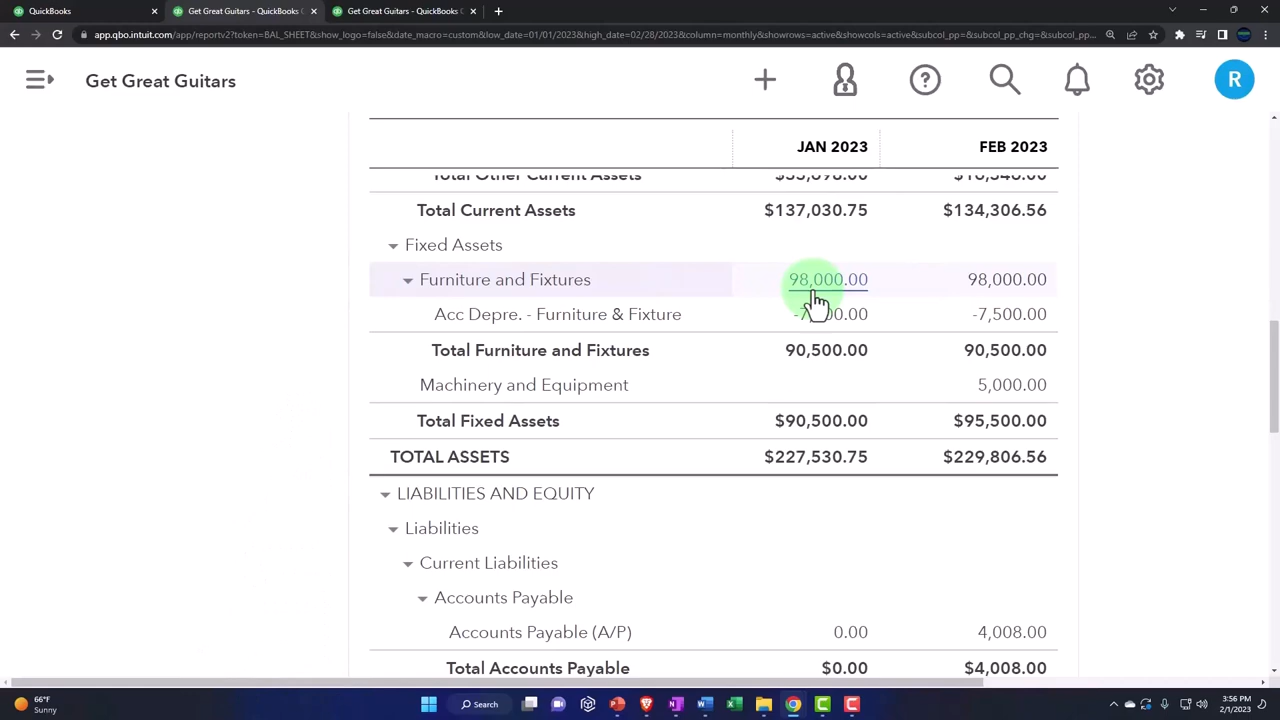 QuickBooks
Get Great Guitars - QuickBooks
Get Great Guitars - QuickBooks
app.qbo.intuit.com/app/reportv2?token=BAL_SHEET&show_logo=false&date_macro=custom&low_date=01/01/2023&high_date=02/28/2023&column=monthly&showrows=active&showcols=active&subcol_pp=&subcol_pp_chg=&subcol_pp...
Get Great Guitars
R
JAN 2023 FEB 2023
Total Other Current Assets
Total Current Assets $137,030.75 $134,306.56
Fixed Assets
Furniture and Fixtures 98,000.00 98,000.00
Acc Depre. - Furniture & Fixture -7,500.00
Total Furniture and Fixtures 90,500.00 90,500.00
Machinery and Equipment 5,000.00
Total Fixed Assets $90,500.00 $95,500.00
TOTAL ASSETS $227,530.75 $229,806.56
LIABILITIES AND EQUITY
Liabilities
Current Liabilities
Accounts Payable
Accounts Payable (A/P) 0.00 4,008.00
Total Accounts Payable $0.00 $4,008.00
66°F
Sunny
Search
3:56 PM
2/1/2023